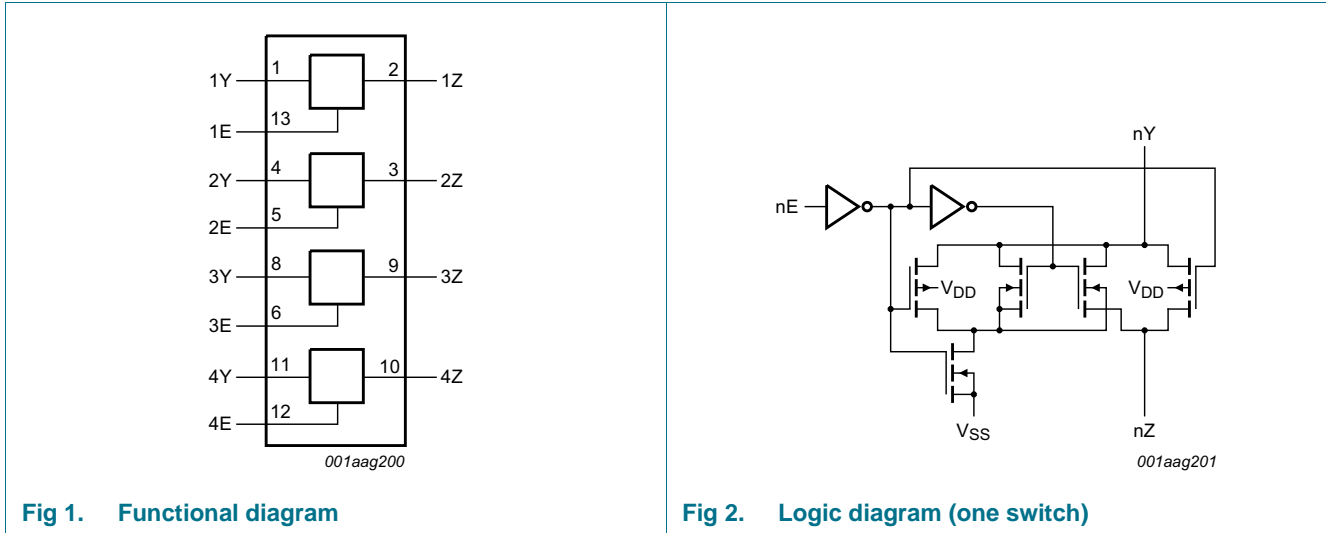 1Y 1 2 1Z
1E 13
2Y 4 3 2Z
2E 5
3Y 8 9 3Z
3E 6
4Y 11 10 4Z
4E 12
001aag200
Fig 1. Functional diagram
nY
nE
VDD VDD
VSS nZ
001aag201
Fig 2. Logic diagram (one switch)